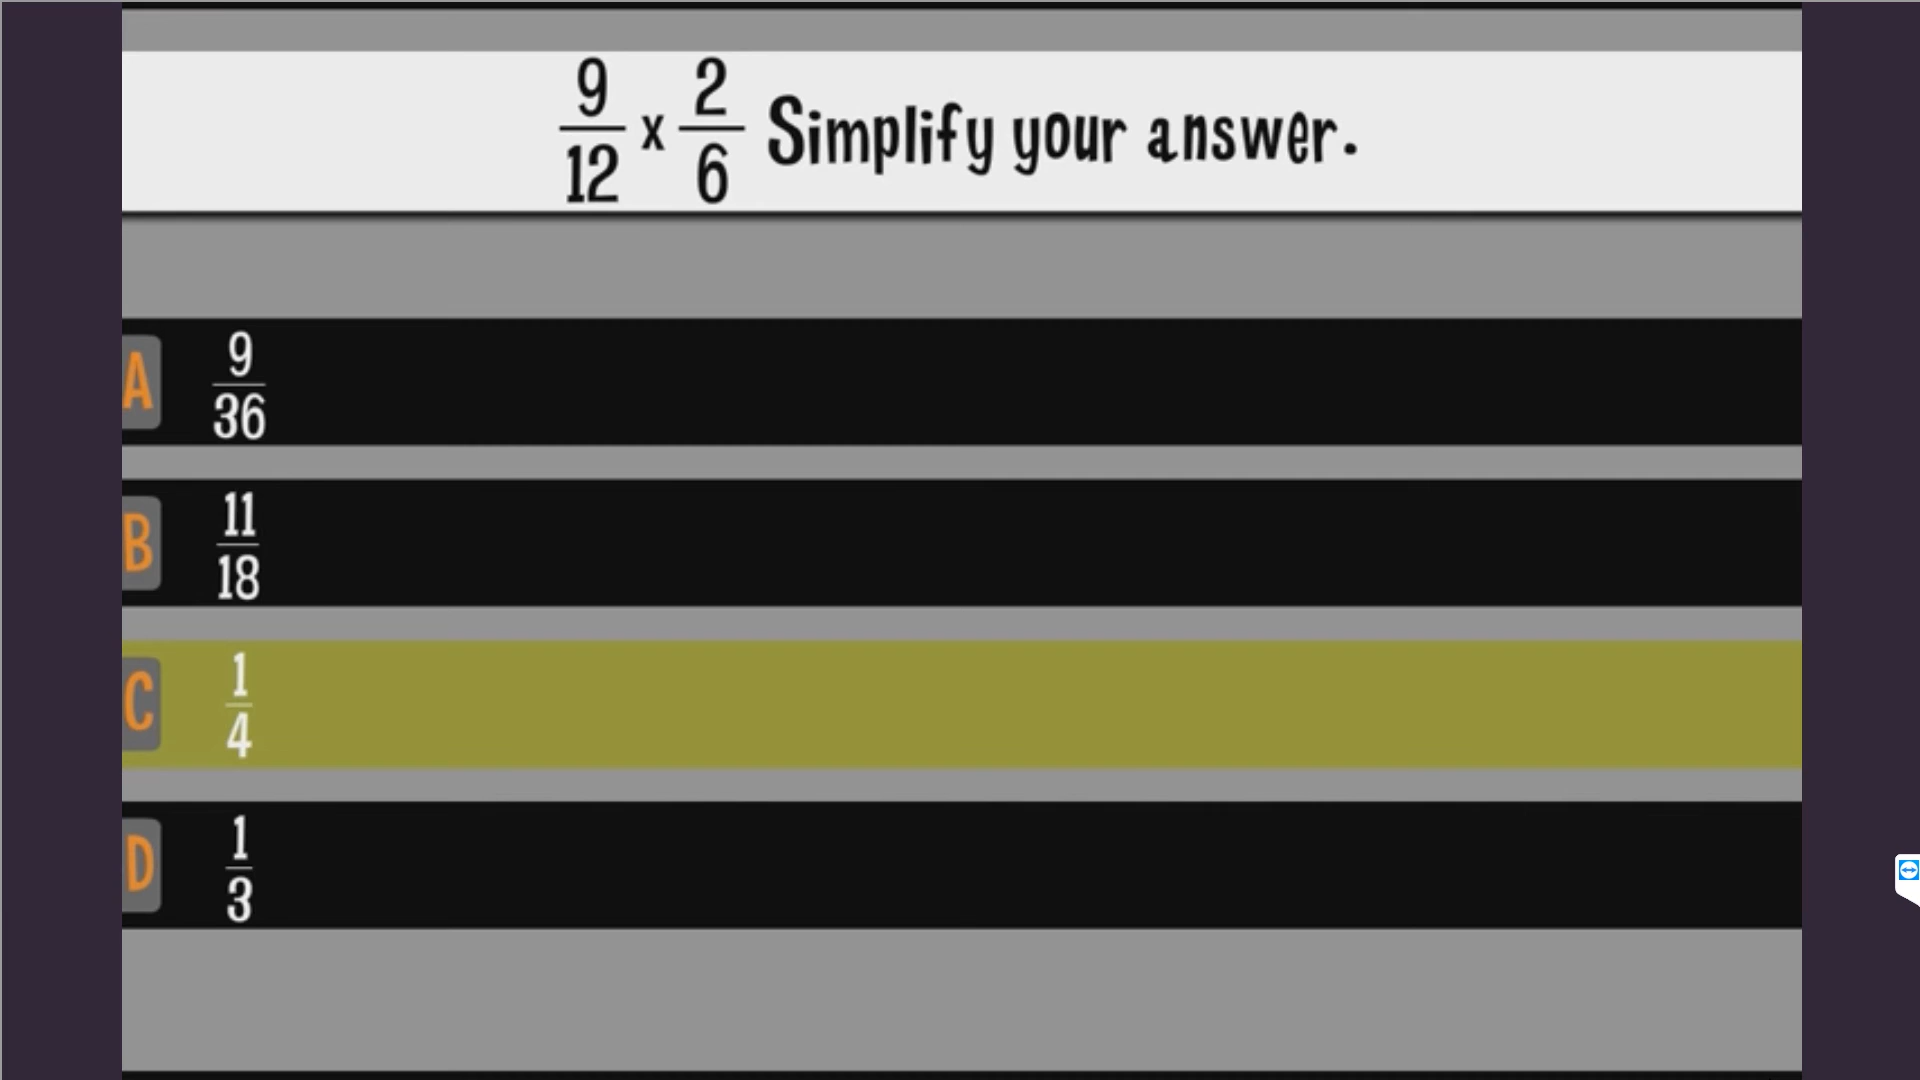 9/12 x 2/6 Simplify your answer.
A 9/36
B 11/18
C 1/4
D 1/3